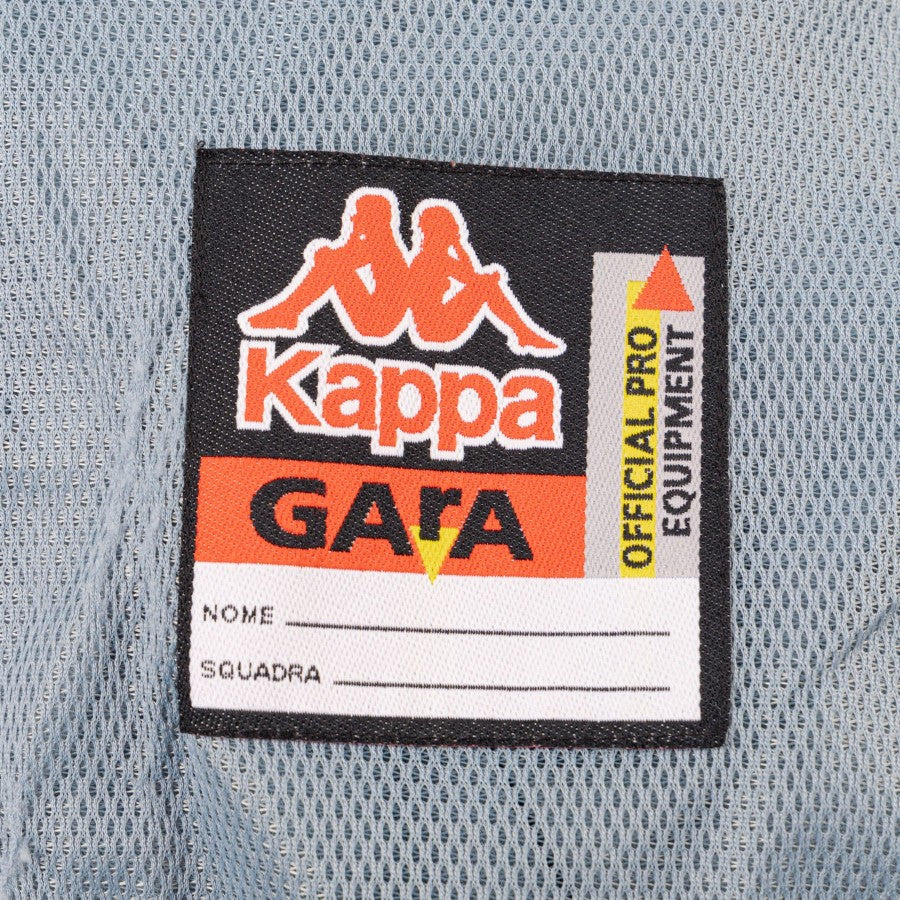 Kappa
GArA
OFFICIAL PRO
EQUIPMENT
NOME
SQUADRA